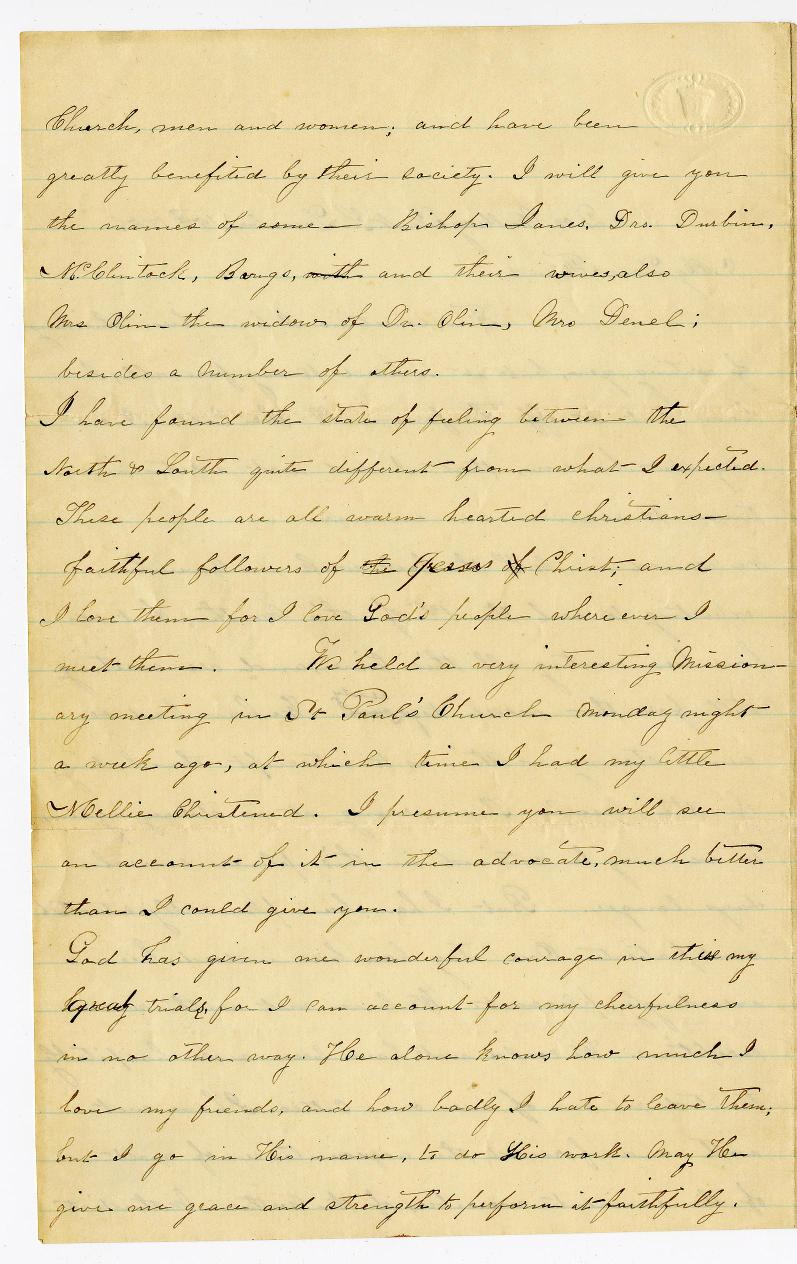 Church, men and women; and have been
greatly benefited by their society. I will give you
the names of some — Bishop Janes, Drs. Durbin,
McClintock, Bangs, with and their wives, also
Mrs Olin — the widow of Dr. Olin, Mrs ;
besides a number of others.
I have found the state of feeling between the
North & South quite different from what I expected.
These people are all warm hearted christians —
faithful followers of the Jesus of Christ; and
I love them for I love God's people where ever I
meet them. We held a very interesting Mission-
ary meeting in St Paul's Church Monday night
a week ago, at which time I had my little
Mellie Christened. I presume you will see
an account of it in the advocate, much better
than I could give you.
God has given me wonderful courage in this my
great trial, for I can account for my cheerfulness
in no other way. He alone knows how much I
love my friends, and how badly I hate to leave them;
but I go in His name, to do His work. May He
give me grace and strength to perform it faithfully.